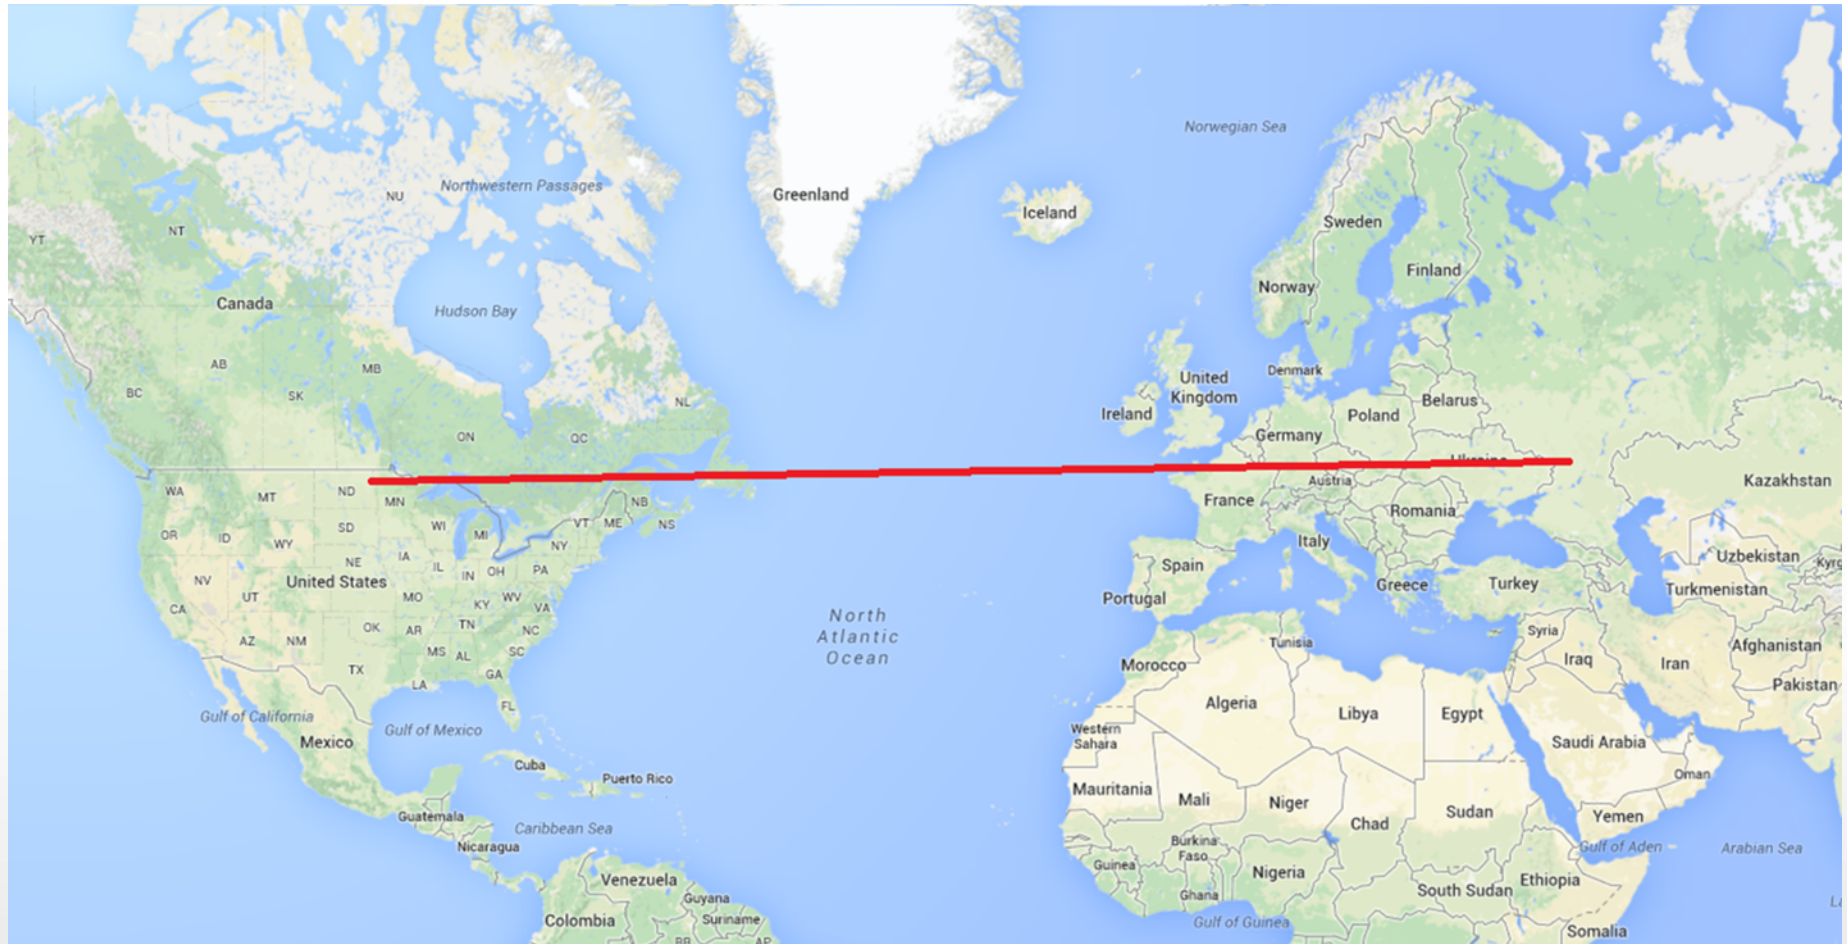 Norwegian Sea
Northwestern Passages
NU
Greenland
Iceland
Sweden
YT
NT
Finland
Norway
Canada
Hudson Bay
AB
MB
Denmark
United
Kingdom
BC
SK
NL
Ireland
Belarus
Poland
ON
QC
Germany
Ukraine
WA
MT
ND
MN
NB
Austria
Kazakhstan
France
Romania
OR
ID
WY
SD
WI
MI
VT
ME
NS
NY
Italy
NE
IA
IL
IN
OH
PA
Uzbekistan
Kyrg
NV
UT
United States
Spain
Greece
Turkey
Turkmenistan
CA
MO
KY
WV
VA
Portugal
North
Atlantic
Ocean
AZ
NM
OK
AR
TN
NC
Tunisia
Syria
Afghanistan
MS
AL
SC
TX
GA
Morocco
Iraq
Iran
LA
Pakistan
FL
Algeria
Libya
Egypt
Gulf of California
Gulf of Mexico
Western
Sahara
Mexico
Saudi Arabia
Cuba
Puerto Rico
Oman
Mauritania
Mali
Niger
Sudan
Guatemala
Caribbean Sea
Chad
Yemen
Nicaragua
Burkina
Faso
Gulf of Aden
Arabian Sea
Guinea
Nigeria
Venezuela
Ethiopia
South Sudan
Guyana
Ghana
Colombia
Suriname
Gulf of Guinea
Somalia